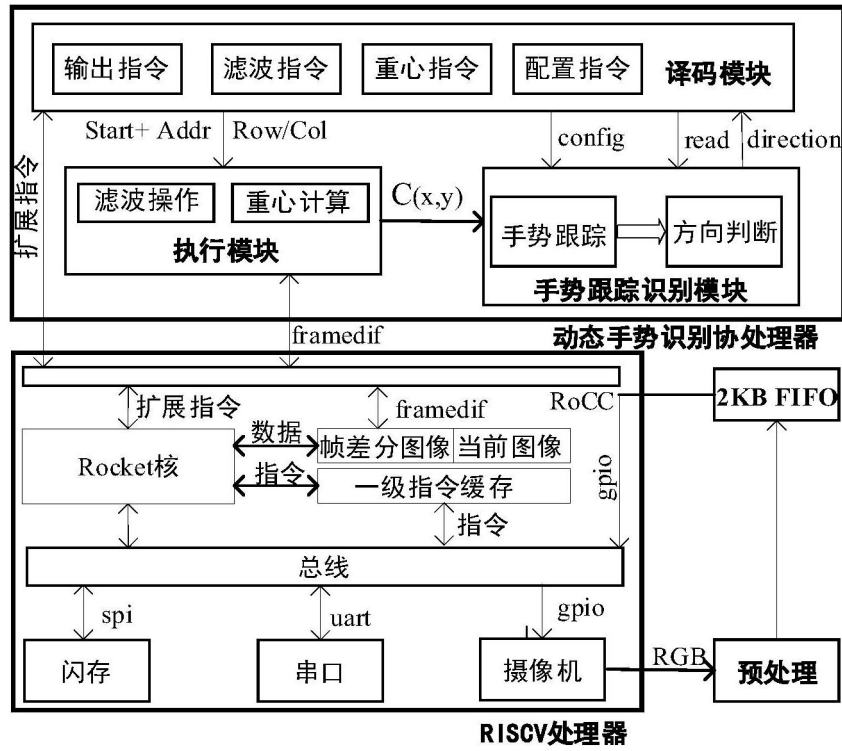 输出指令
滤波指令
重心指令
配置指令
译码模块
Start+ Addr
Row/Col
config
read
direction
扩展指令
滤波操作
重心计算
执行模块
C(x,y)
手势跟踪
方向判断
手势跟踪识别模块
framedif
动态手势识别协处理器
扩展指令
framedif
RoCC
2KB FIFO
Rocket核
数据
指令
帧差分图像
当前图像
一级指令缓存
gpio
指令
总线
spi
uart
gpio
闪存
串口
摄像机
RGB
预处理
RISCV处理器